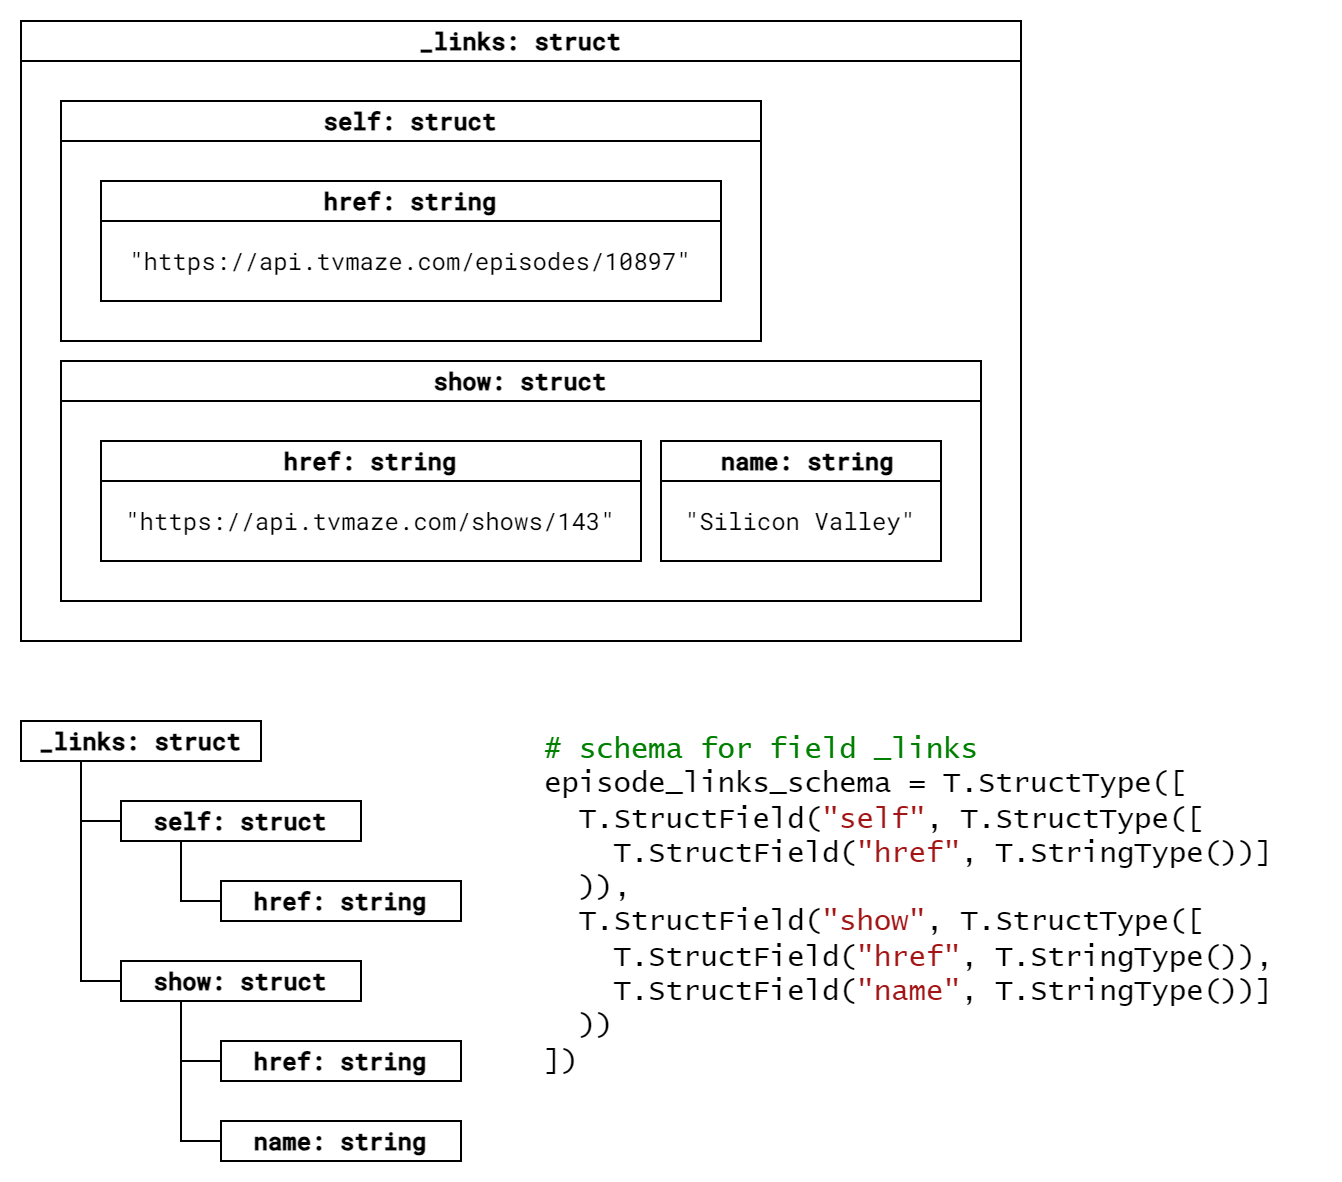 _links: struct
self: struct
href: string
"https://api.tvmaze.com/episodes/10897"
show: struct
href: string
"https://api.tvmaze.com/shows/143"
name: string
"Silicon Valley"
_links: struct
self: struct
href: string
show: struct
href: string
name: string
# schema for field _links
episode_links_schema = T.StructType([
  T.StructField("self", T.StructType([
    T.StructField("href", T.StringType())]
  )),
  T.StructField("show", T.StructType([
    T.StructField("href", T.StringType()),
    T.StructField("name", T.StringType())]
  ))
])